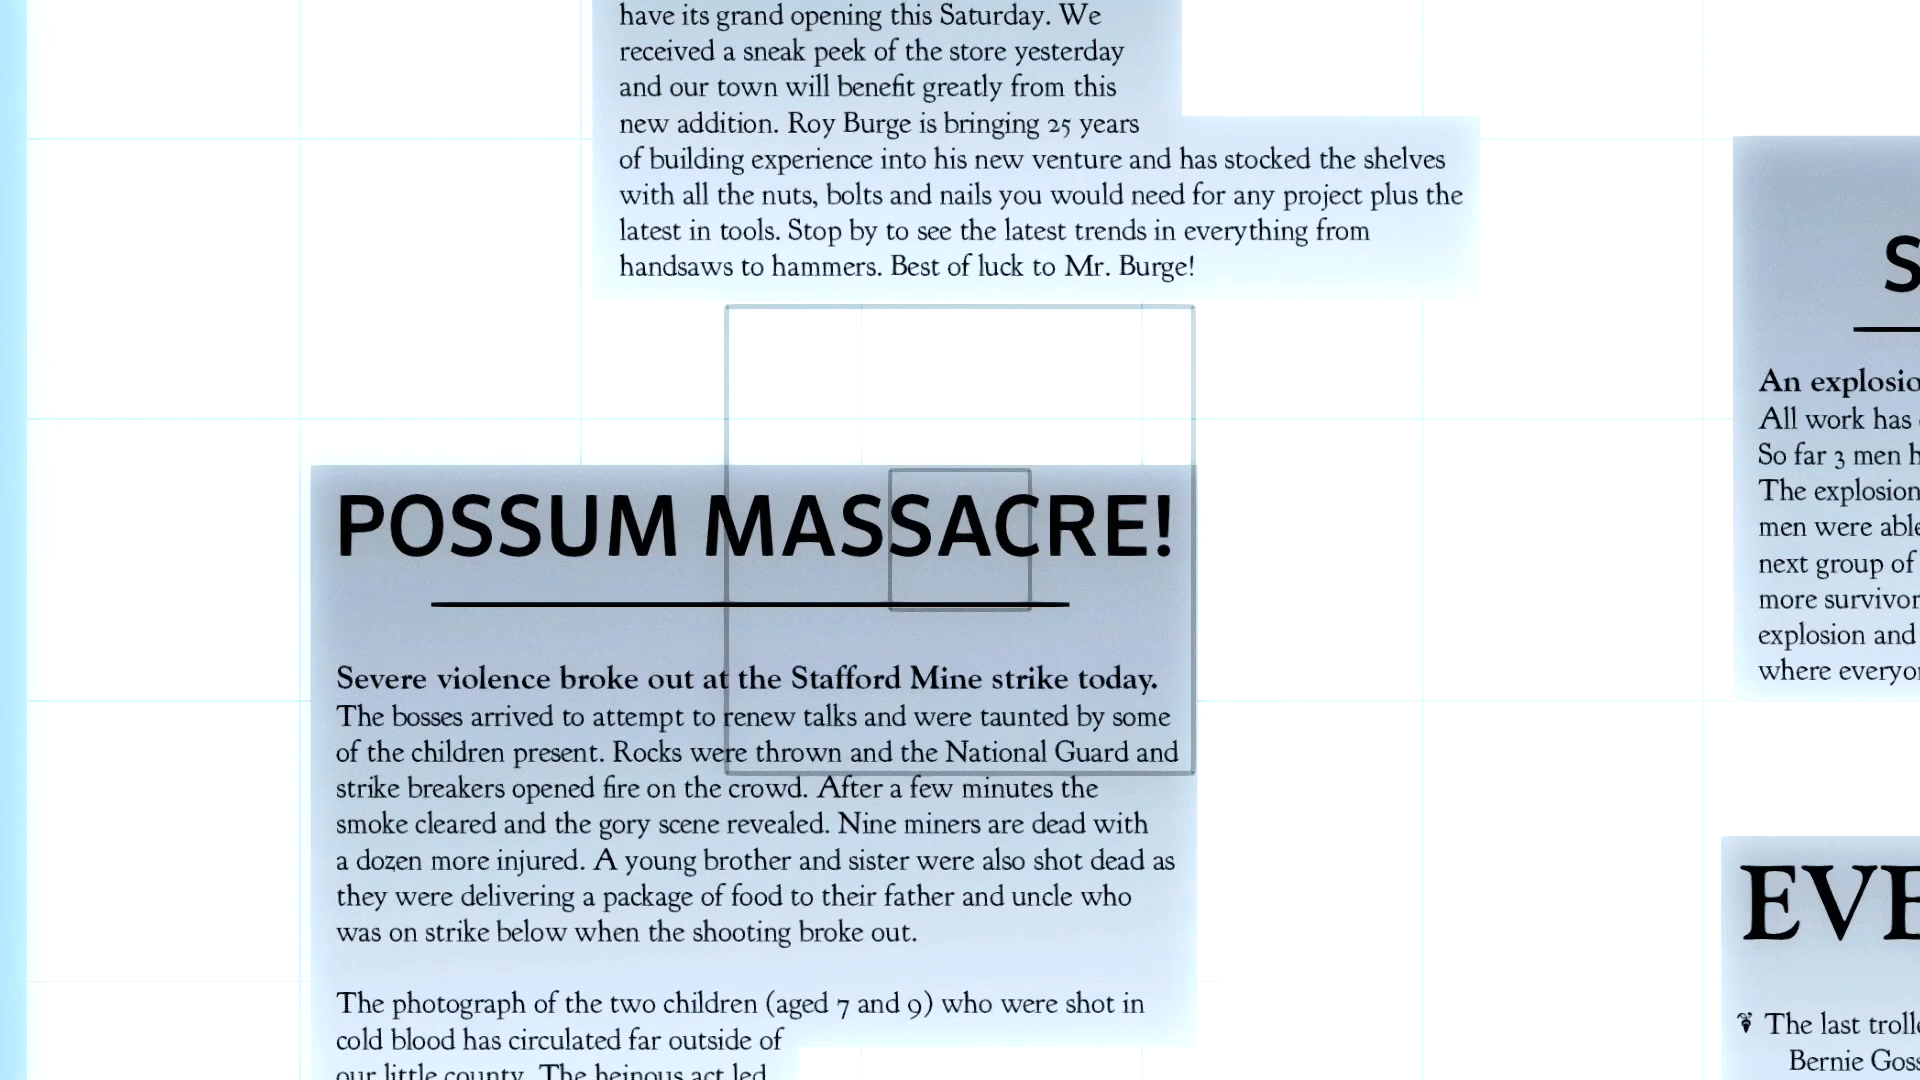 have its grand opening this Saturday. We
received a sneak peek of the store yesterday
and our town will benefit greatly from this
new addition. Roy Burge is bringing 25 years
of building experience into his new venture and has stocked the shelves
with all the nuts, bolts and nails you would need for any project plus the
latest in tools. Stop by to see the latest trends in everything from
handsaws to hammers. Best of luck to Mr. Burge!
POSSUM MASSACRE!
Severe violence broke out at the Stafford Mine strike today.
The bosses arrived to attempt to renew talks and were taunted by some
of the children present. Rocks were thrown and the National Guard and
strike breakers opened fire on the crowd. After a few minutes the
smoke cleared and the gory scene revealed. Nine miners are dead with
a dozen more injured. A young brother and sister were also shot dead as
they were delivering a package of food to their father and uncle who
was on strike below when the shooting broke out.
The photograph of the two children (aged 7 and 9) who were shot in
cold blood has circulated far outside of
our little county. The heinous act led
S
An explosio
All work has
So far 3 men h
The explosion
men were able
next group of
more survivor
explosion and
where everyo
EVE
The last troll
Bernie Goss